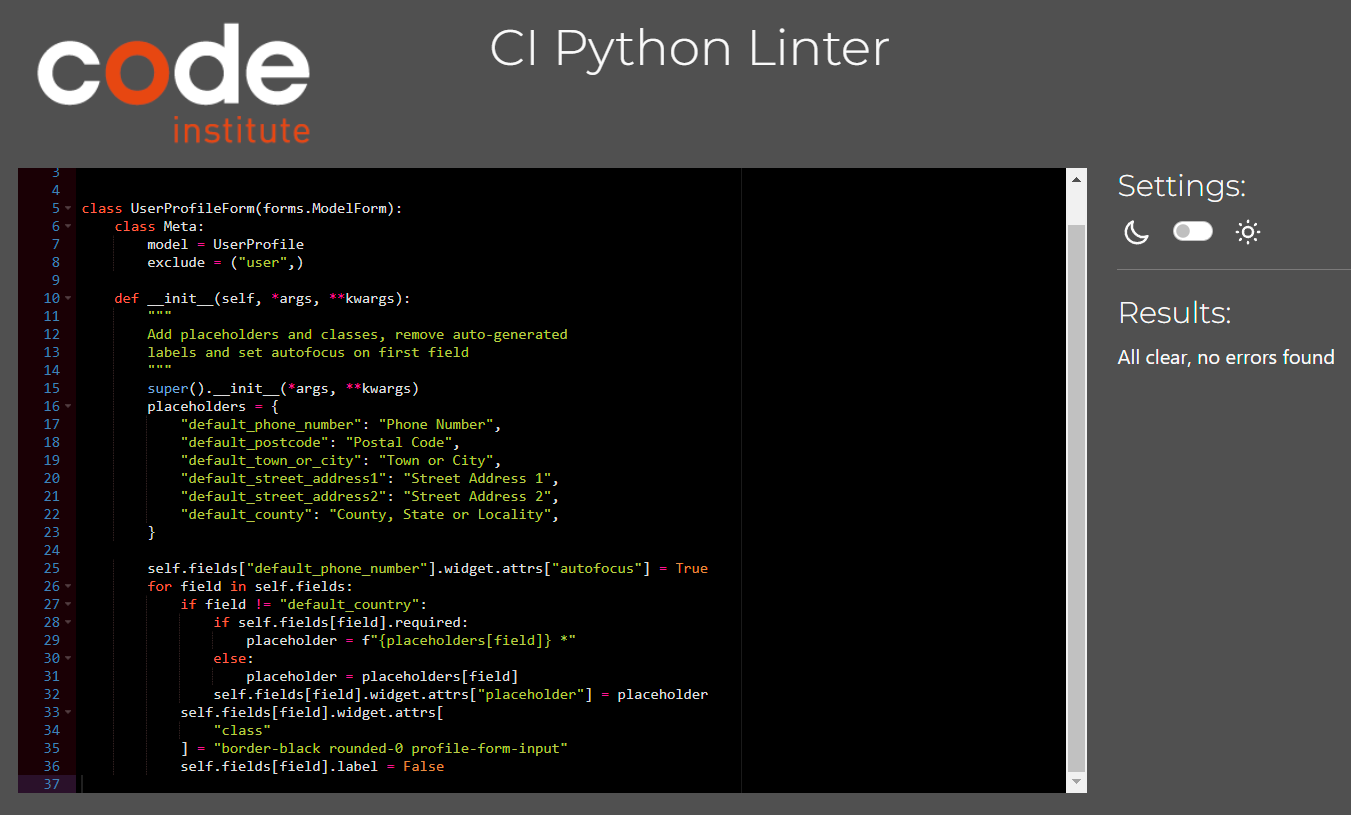 code
institute
CI Python Linter
3
4
5 class UserProfileForm(forms.ModelForm):
6     class Meta:
7         model = UserProfile
8         exclude = ("user",)
9
10     def __init__(self, *args, **kwargs):
11         """
12         Add placeholders and classes, remove auto-generated
13         labels and set autofocus on first field
14         """
15         super().__init__(*args, **kwargs)
16         placeholders = {
17             "default_phone_number": "Phone Number",
18             "default_postcode": "Postal Code",
19             "default_town_or_city": "Town or City",
20             "default_street_address1": "Street Address 1",
21             "default_street_address2": "Street Address 2",
22             "default_county": "County, State or Locality",
23         }
24
25         self.fields["default_phone_number"].widget.attrs["autofocus"] = True
26         for field in self.fields:
27             if field != "default_country":
28                 if self.fields[field].required:
29                     placeholder = f"{placeholders[field]} *"
30                 else:
31                     placeholder = placeholders[field]
32                 self.fields[field].widget.attrs["placeholder"] = placeholder
33             self.fields[field].widget.attrs[
34                 "class"
35             ] = "border-black rounded-0 profile-form-input"
36             self.fields[field].label = False
37
Settings:
Results:
All clear, no errors found